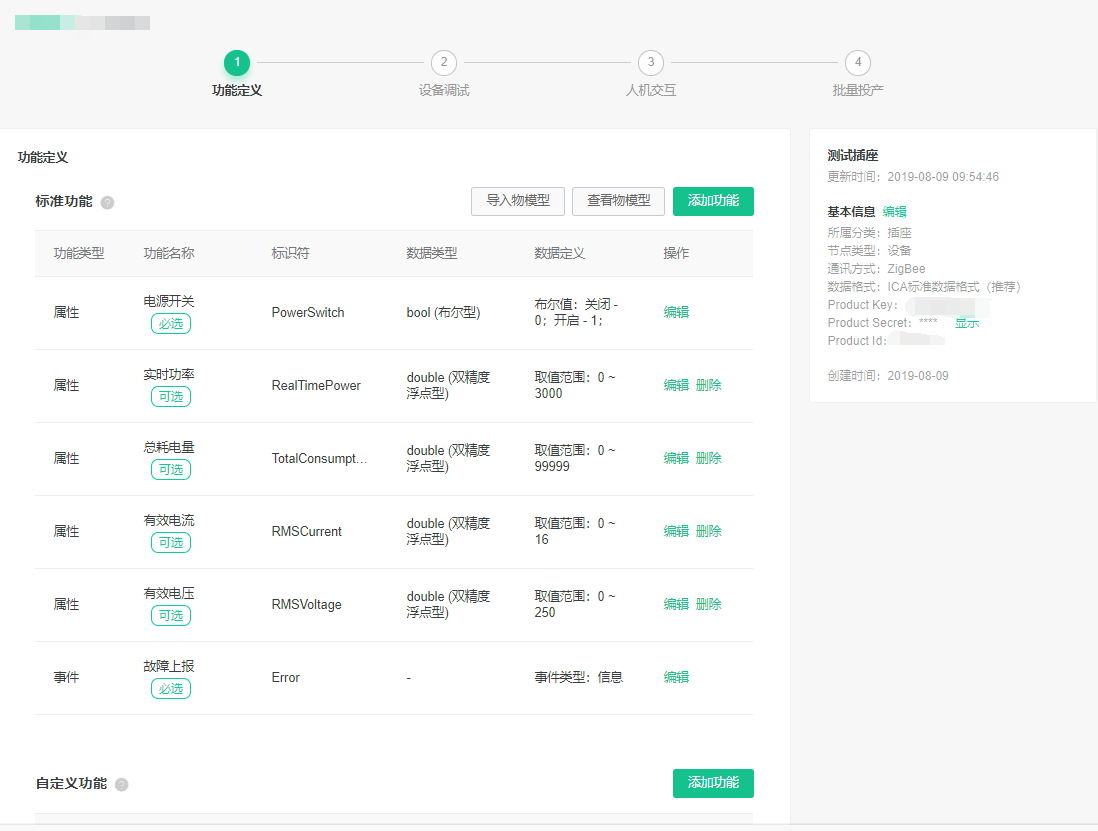 1
2
3
4
功能定义
设备调试
人机交互
批量投产
功能定义
标准功能 ?
导入物模型
查看物模型
添加功能
功能类型 功能名称 标识符 数据类型 数据定义 操作
属性
电源开关
必选
PowerSwitch
bool (布尔型)
布尔值：关闭 -
0；开启 - 1；
编辑
属性
实时功率
可选
RealTimePower
double (双精度
浮点型)
取值范围：0 ~
3000
编辑 删除
属性
总耗电量
可选
TotalConsumpt...
double (双精度
浮点型)
取值范围：0 ~
99999
编辑 删除
属性
有效电流
可选
RMSCurrent
double (双精度
浮点型)
取值范围：0 ~
16
编辑 删除
属性
有效电压
可选
RMSVoltage
double (双精度
浮点型)
取值范围：0 ~
250
编辑 删除
事件
故障上报
必选
Error
-
事件类型：信息
编辑
自定义功能 ?
添加功能
测试插座
更新时间：2019-08-09 09:54:46
基本信息 编辑
所属分类：插座
节点类型：设备
通讯方式：ZigBee
数据格式：ICA标准数据格式（推荐）
Product Key：
Product Secret：**** 显示
Product Id：
创建时间：2019-08-09